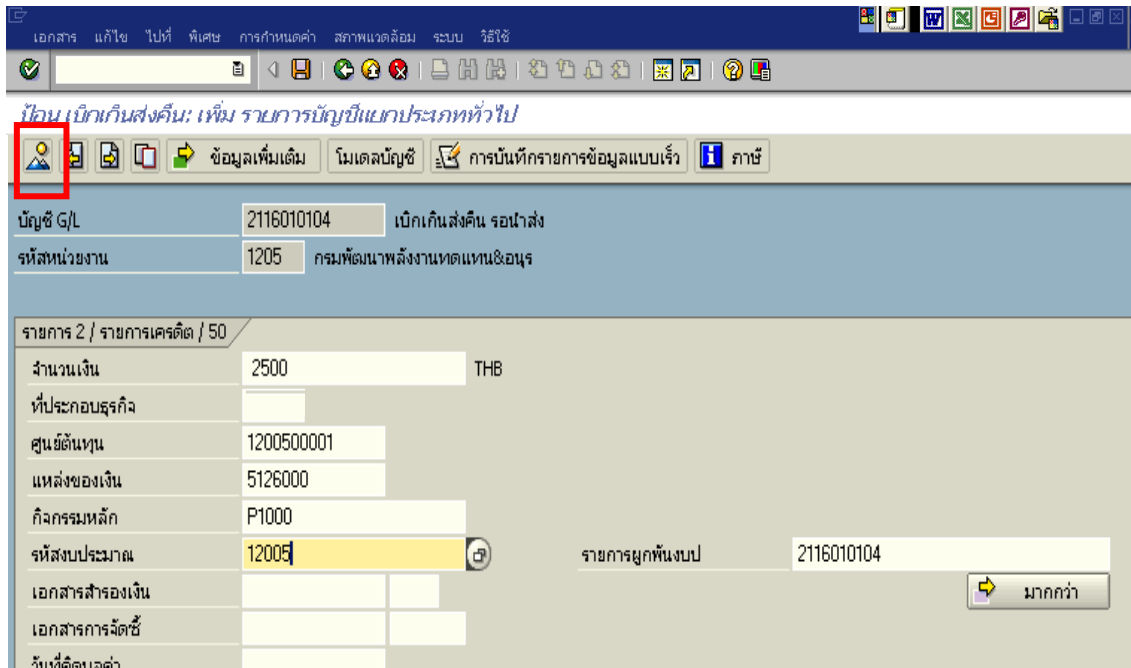 เอกสาร แก้ไข ไปที่ พิเศษ การกำหนดค่า สภาพแวดล้อม ระบบ วิธีใช้
ป้อน เบิกเกินส่งคืน: เพิ่ม รายการบัญชีแยกประเภททั่วไป
ข้อมูลเพิ่มเติม โมเดลบัญชี การบันทึกรายการข้อมูลแบบเร็ว ภาษี
บัญชี G/L 2116010104 เบิกเกินส่งคืน รอนำส่ง
รหัสหน่วยงาน 1205 กรมพัฒนาพลังงานทดแทน&อนุร
รายการ 2 / รายการเครดิต / 50
จำนวนเงิน 2500 THB
ที่ประกอบธุรกิจ
ศูนย์ต้นทุน 1200500001
แหล่งของเงิน 5126000
กิจกรรมหลัก P1000
รหัสงบประมาณ 12005 รายการผูกพันงบป 2116010104
เอกสารสำรองเงิน มากกว่า
เอกสารการจัดซื้
วันที่คิดมูลค่า